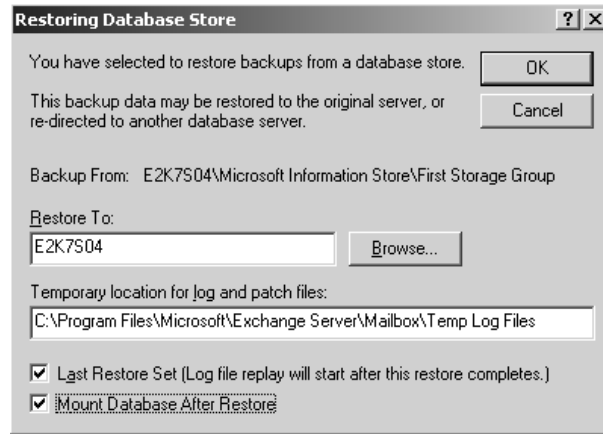 Restoring Database Store
You have selected to restore backups from a database store.
OK
This backup data may be restored to the original server, or
re-directed to another database server.
Cancel
Backup From: E2K7S04\Microsoft Information Store\First Storage Group
Restore To:
E2K7S04
Browse...
Temporary location for log and patch files:
C:\Program Files\Microsoft\Exchange Server\Mailbox\Temp Log Files
Last Restore Set (Log file replay will start after this restore completes.)
Mount Database After Restore